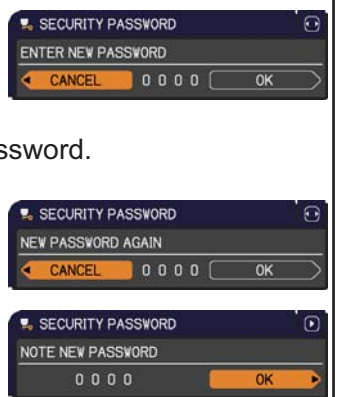 SECURITY PASSWORD
ENTER NEW PASSWORD
CANCEL 0 0 0 0 OK
ssword.
SECURITY PASSWORD
NEW PASSWORD AGAIN
CANCEL 0 0 0 0 OK
SECURITY PASSWORD
NOTE NEW PASSWORD
0 0 0 0 OK